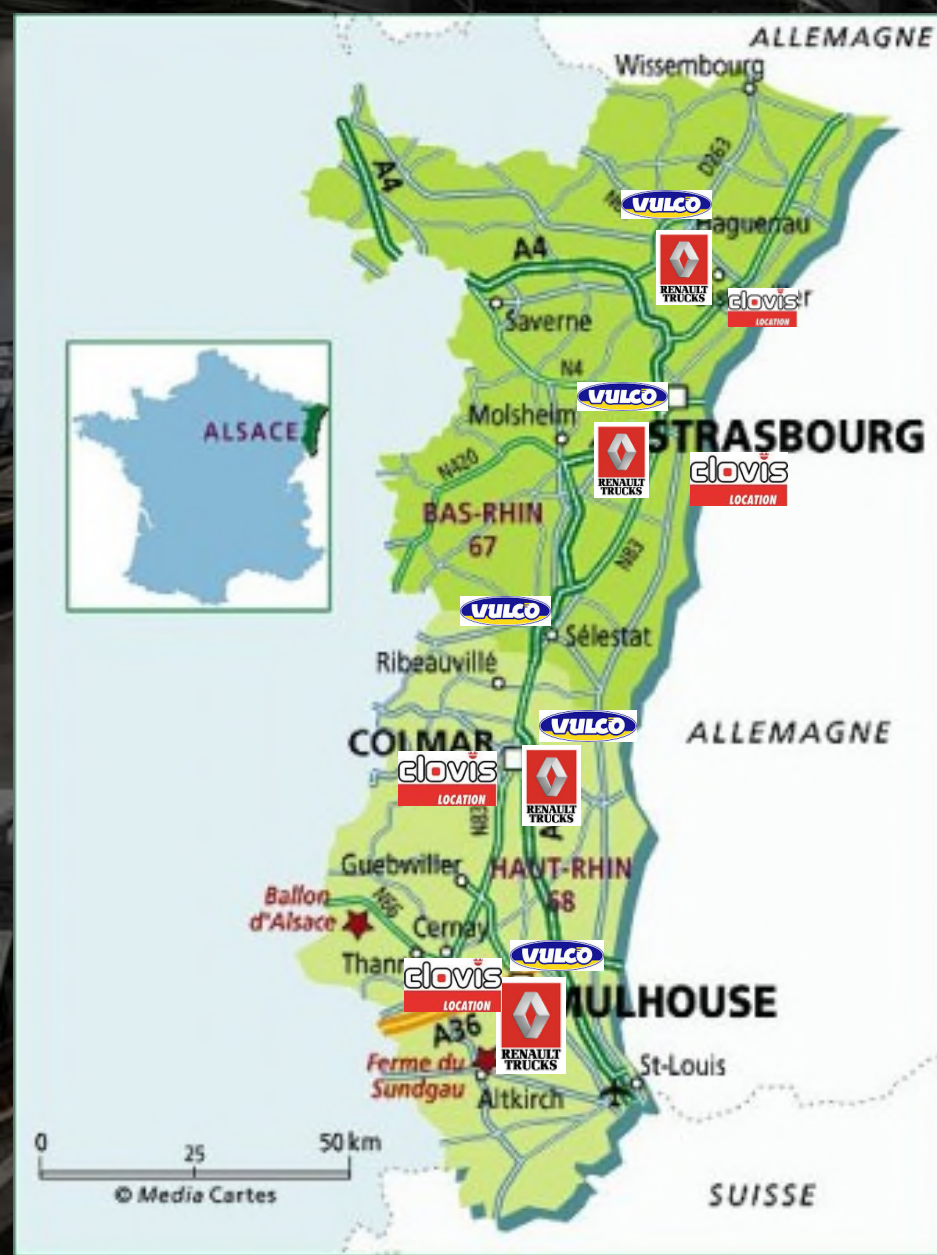 ALLEMAGNE
Wissembourg
A4
D263
VULCO
Haguenau
A4
RENAULT
TRUCKS
clovis
LOCATION
Saverne
N4
VULCO
Molsheim
STRASBOURG
ALSACE
N420
RENAULT
TRUCKS
clovis
LOCATION
BAS-RHIN
67
N83
VULCO
Sélestat
Ribeauvillé
VULCO
ALLEMAGNE
COLMAR
clovis
LOCATION
RENAULT
TRUCKS
N83
Guebwiller
HAUT-RHIN
68
Ballon
d'Alsace
N66
Cernay
VULCO
Thann
clovis
LOCATION
MULHOUSE
A36
RENAULT
TRUCKS
Ferme du
Sundgau
St-Louis
Altkirch
0
25
50 km
© Media Cartes
SUISSE